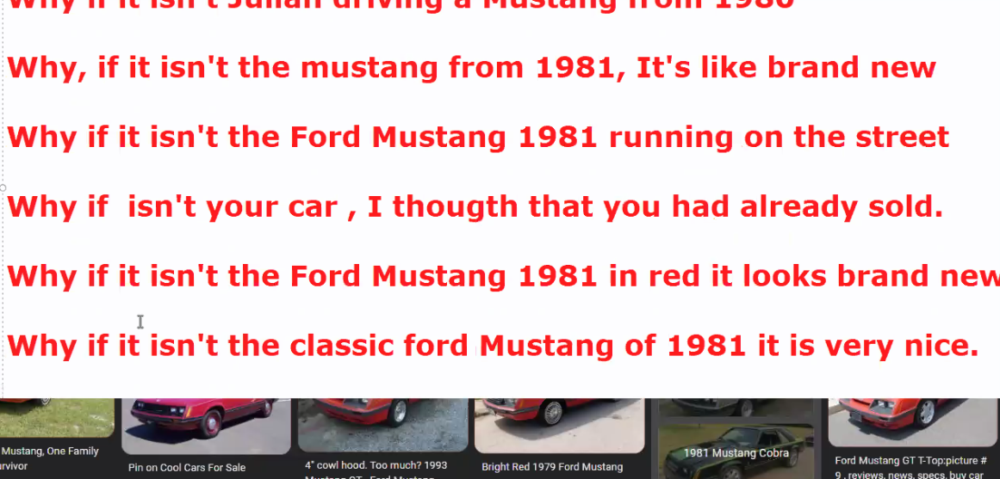 Why if it isn't Julian driving a Mustang from 1980
Why, if it isn't the mustang from 1981, It's like brand new
Why if it isn't the Ford Mustang 1981 running on the street
Why if  isn't your car , I thougth that you had already sold.
Why if it isn't the Ford Mustang 1981 in red it looks brand new
Why if it isn't the classic ford Mustang of 1981 it is very nice.
Mustang, One Family
Pin on Cool Cars For Sale
4" cowl hood. Too much? 1993
Mustang GT - Ford Mustang
Bright Red 1979 Ford Mustang
1981 Mustang Cobra
Ford Mustang GT T-Top:picture #
9 , reviews, news, specs, buy car